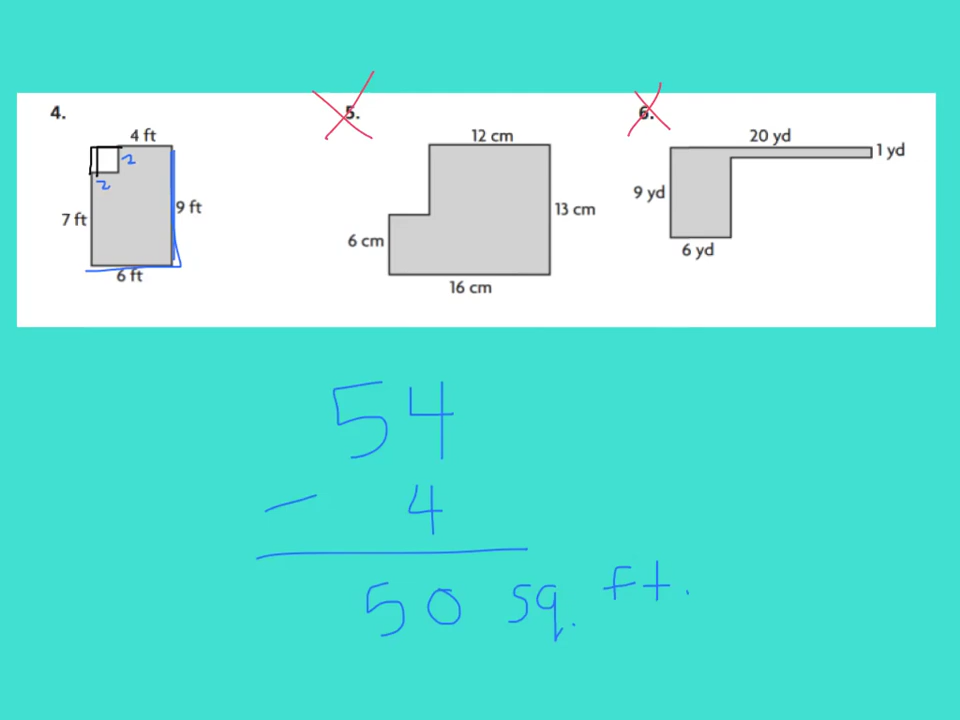 4. 5. 6.
4 ft 12 cm 20 yd
1 yd
2
2
7 ft 9 ft 6 cm 13 cm 9 yd
6 ft 16 cm 6 yd
54
- 4
50 sq. ft.